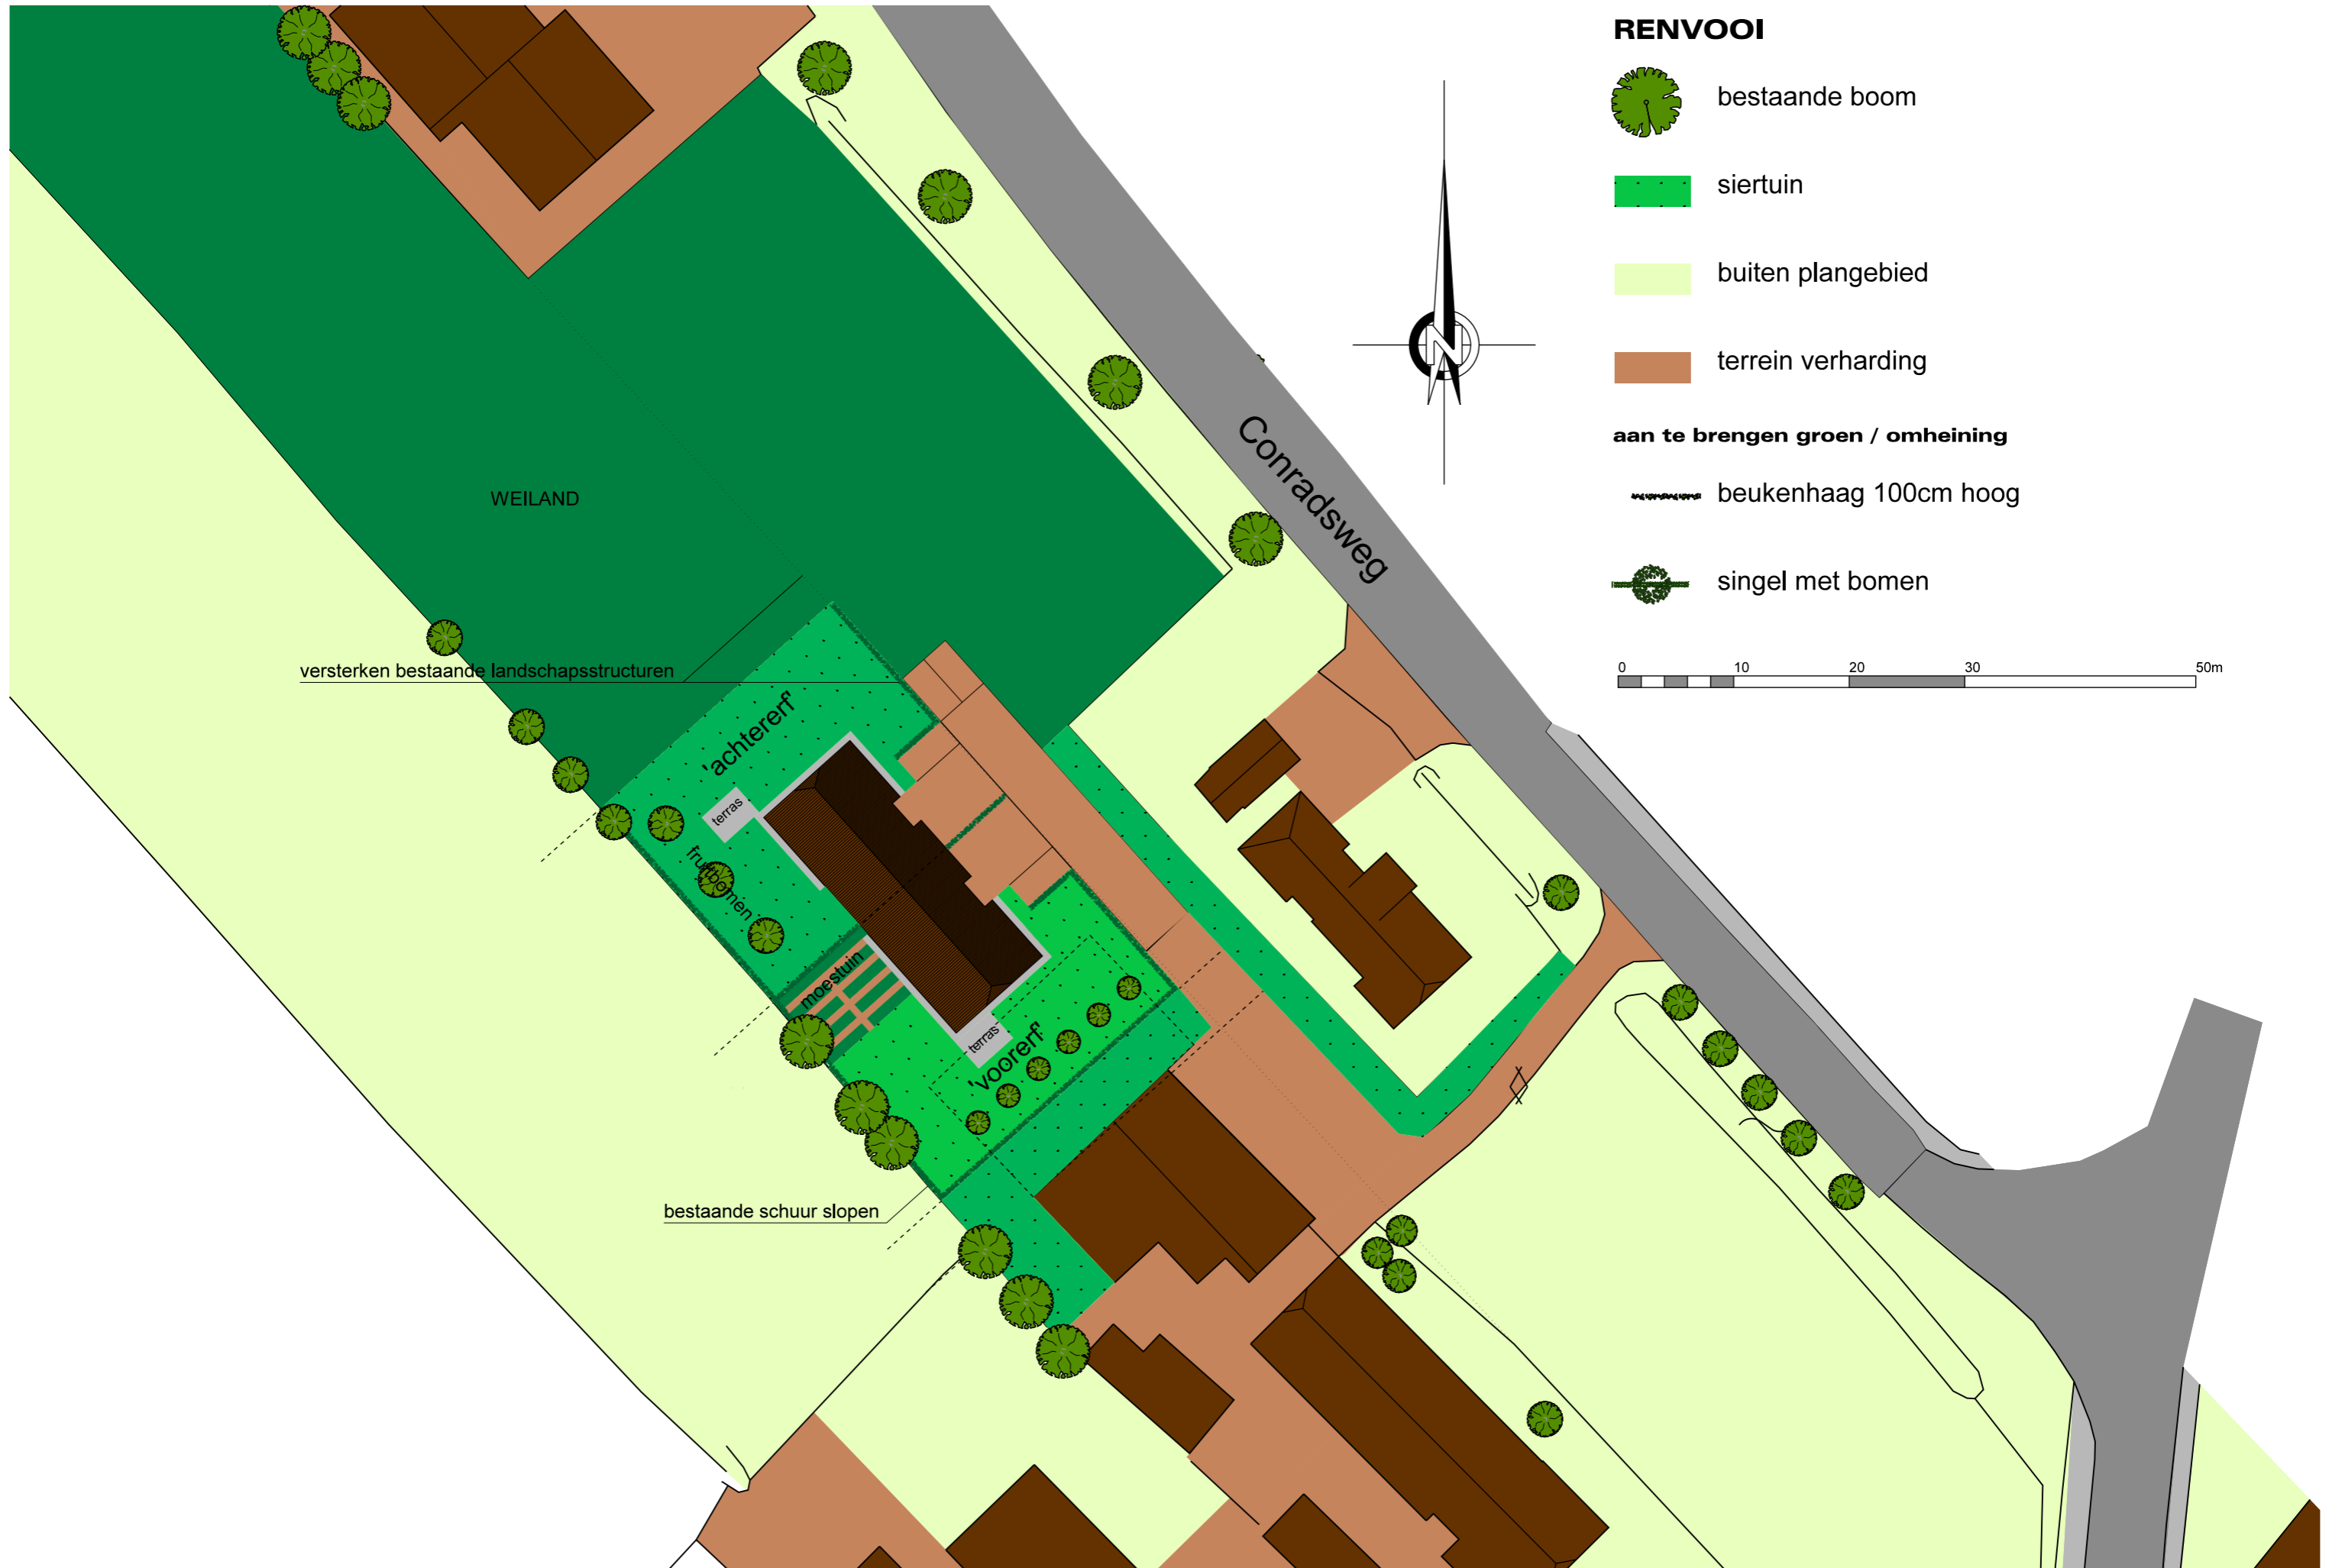 RENVOOI
bestaande boom
siertuin
buiten plangebied
terrein verharding
aan te brengen groen / omheining
beukenhaag 100cm hoog
singel met bomen
0 10 20 30 50m
N
Conradsweg
WEILAND
versterken bestaande landschapsstructuren
'achtererf'
terras
fruitbomen
moestuin
terras
'voorerf'
bestaande schuur slopen